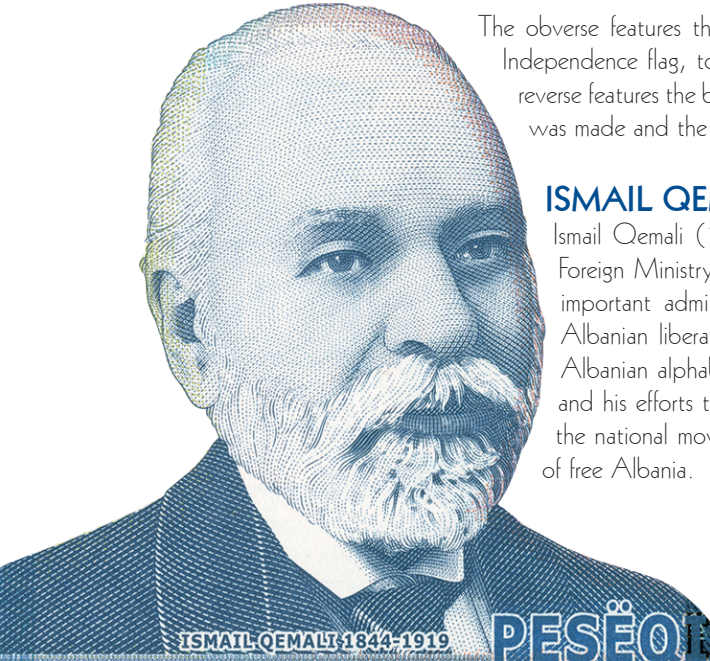 The obverse features th
Independence flag, to
reverse features the b
was made and the
ISMAIL QE
Ismail Qemali (
Foreign Ministry
important admi
Albanian libera
Albanian alphab
and his efforts t
the national mov
of free Albania.
ISMAIL QEMALI 1844-1919
PESËQI